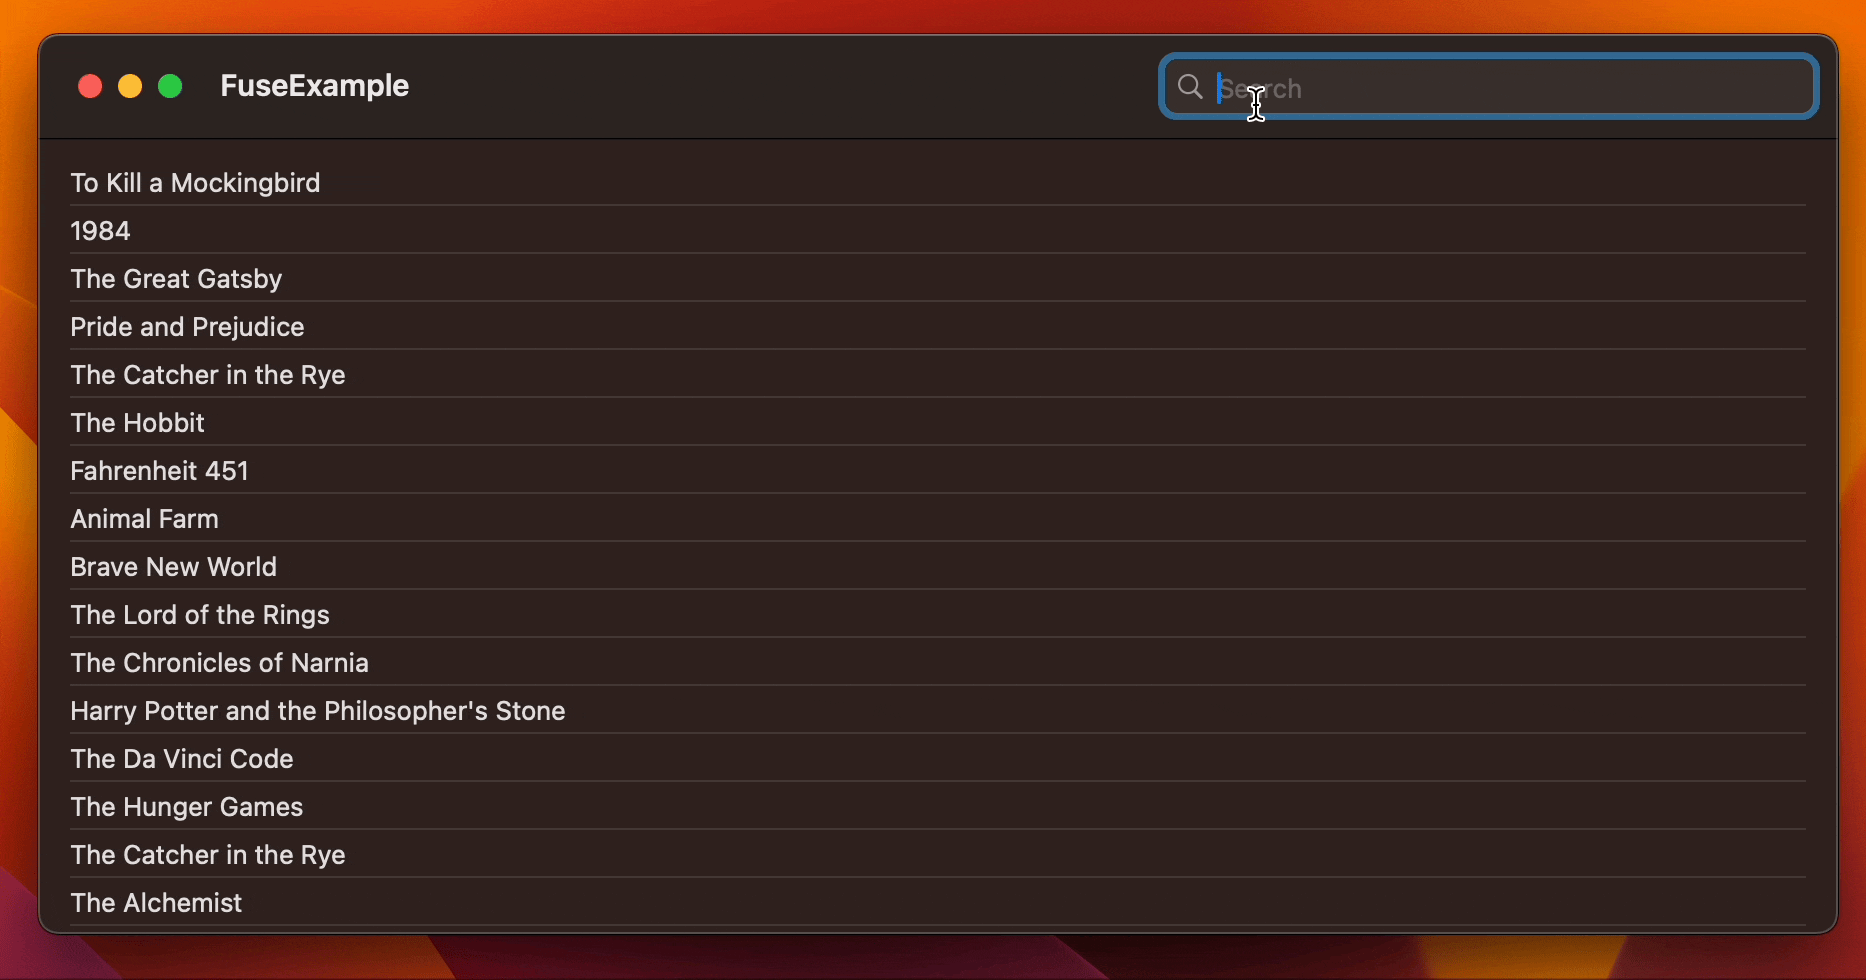 FuseExample
Search
To Kill a Mockingbird
1984
The Great Gatsby
Pride and Prejudice
The Catcher in the Rye
The Hobbit
Fahrenheit 451
Animal Farm
Brave New World
The Lord of the Rings
The Chronicles of Narnia
Harry Potter and the Philosopher's Stone
The Da Vinci Code
The Hunger Games
The Catcher in the Rye
The Alchemist